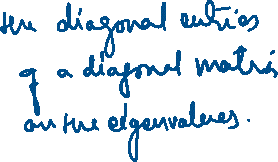 the diagonal entries
of a diagonal matrix
are the eigenvalues.